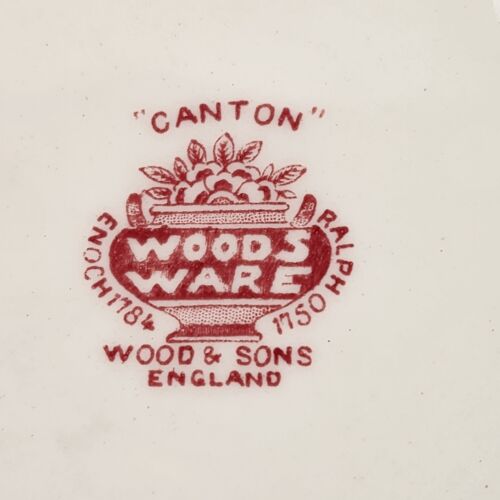 "CANTON"
WOODS
WARE
ENOCH 1784
RALPH 1750
WOOD & SONS
ENGLAND